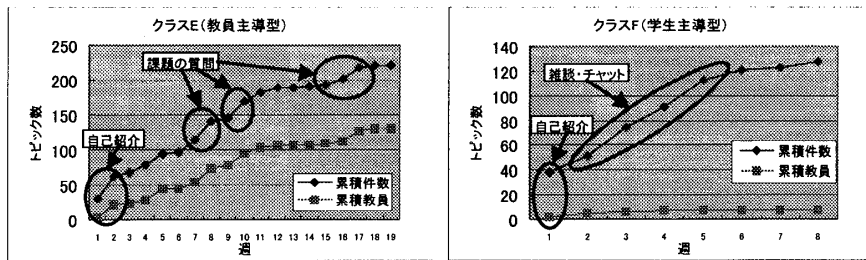 クラスE(教員主導型)
250
200
150
100
50
0
トピック数
課題の質問
自己紹介
累積件数
累積教員
1 2 3 4 5 6 7 8 9 10 11 12 13 14 15 16 17 18 19
週
クラスF(学生主導型)
140
120
100
80
60
40
20
0
トピック数
雑談・チャット
自己紹介
累積件数
累積教員
1 2 3 4 5 6 7 8
週